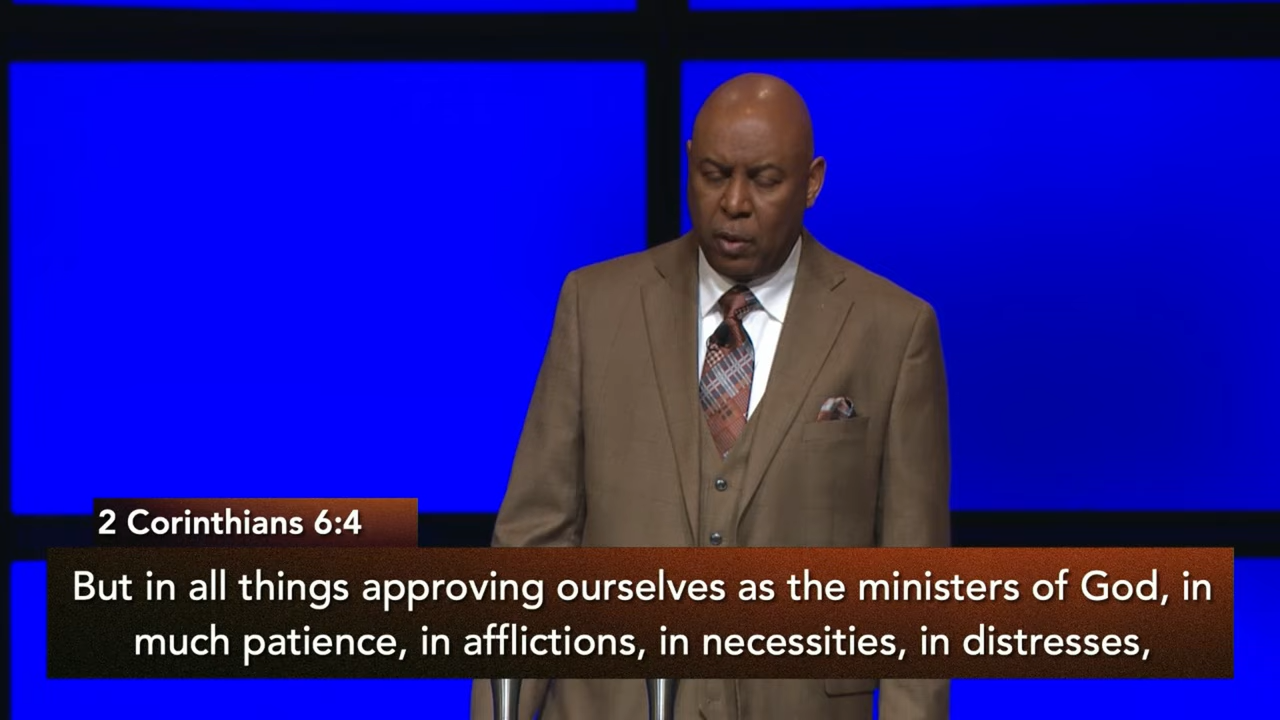 2 Corinthians 6:4
But in all things approving ourselves as the ministers of God, in
much patience, in afflictions, in necessities, in distresses,